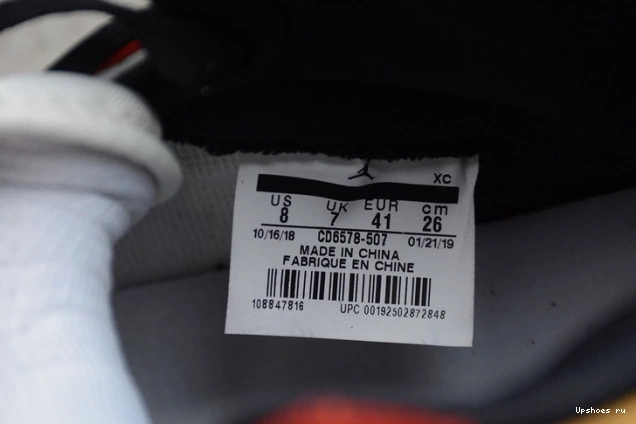 XC
US UK EUR cm
8 7 41 26
10/16/18 CD6578-507 01/21/19
MADE IN CHINA
FABRIQUE EN CHINE
108847816 UPC 00192502872848
Upshoes ru